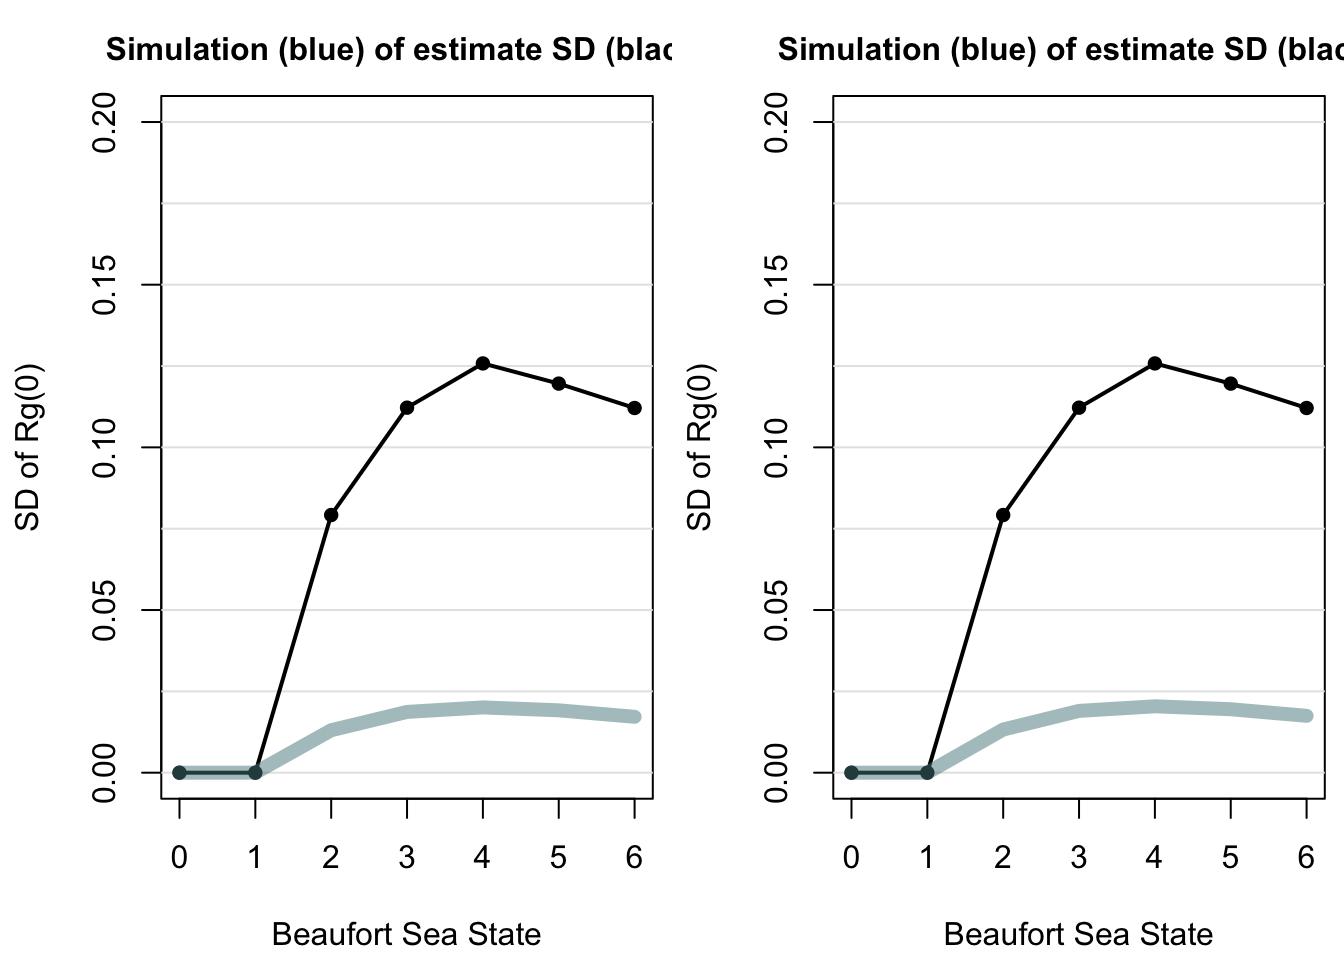 Simulation (blue) of estimate SD (blac
SD of Rg(0)
0.20
0.15
0.10
0.05
0.00
0 1 2 3 4 5 6
Beaufort Sea State
Simulation (blue) of estimate SD (blac
SD of Rg(0)
0.20
0.15
0.10
0.05
0.00
0 1 2 3 4 5 6
Beaufort Sea State